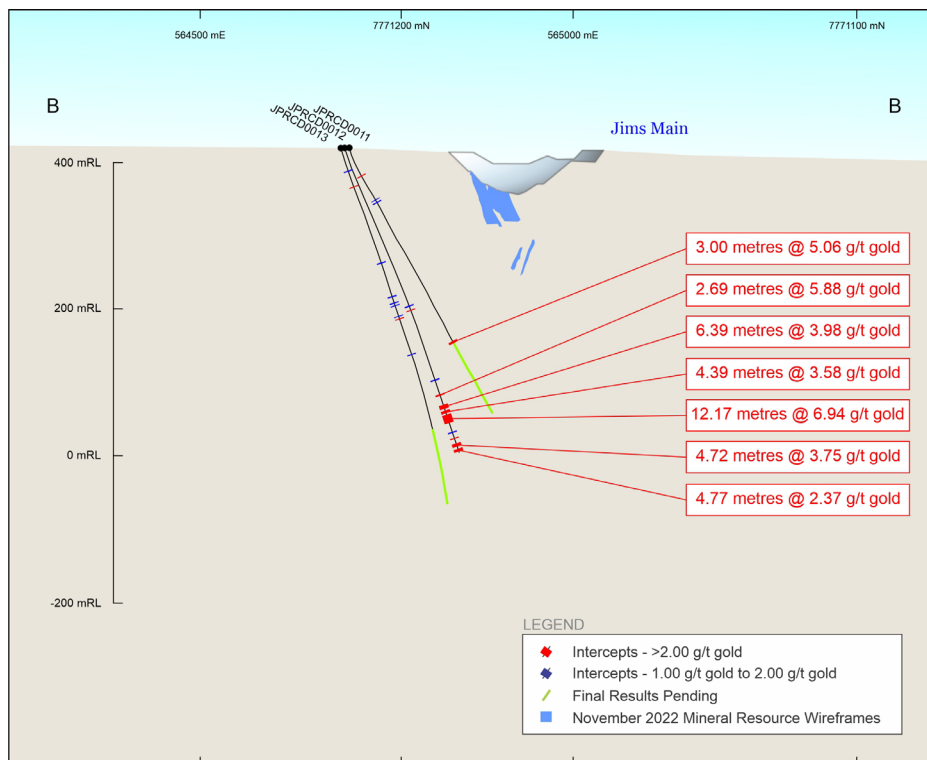 7771200 mN
7771100 mN
564500 mE
565000 mE
B
B
JPRCD0011
JPRCD0012
JPRCD0013
Jims Main
400 mRL
200 mRL
0 mRL
-200 mRL
3.00 metres @ 5.06 g/t gold
2.69 metres @ 5.88 g/t gold
6.39 metres @ 3.98 g/t gold
4.39 metres @ 3.58 g/t gold
12.17 metres @ 6.94 g/t gold
4.72 metres @ 3.75 g/t gold
4.77 metres @ 2.37 g/t gold
LEGEND
Intercepts - >2.00 g/t gold
Intercepts - 1.00 g/t gold to 2.00 g/t gold
Final Results Pending
November 2022 Mineral Resource Wireframes